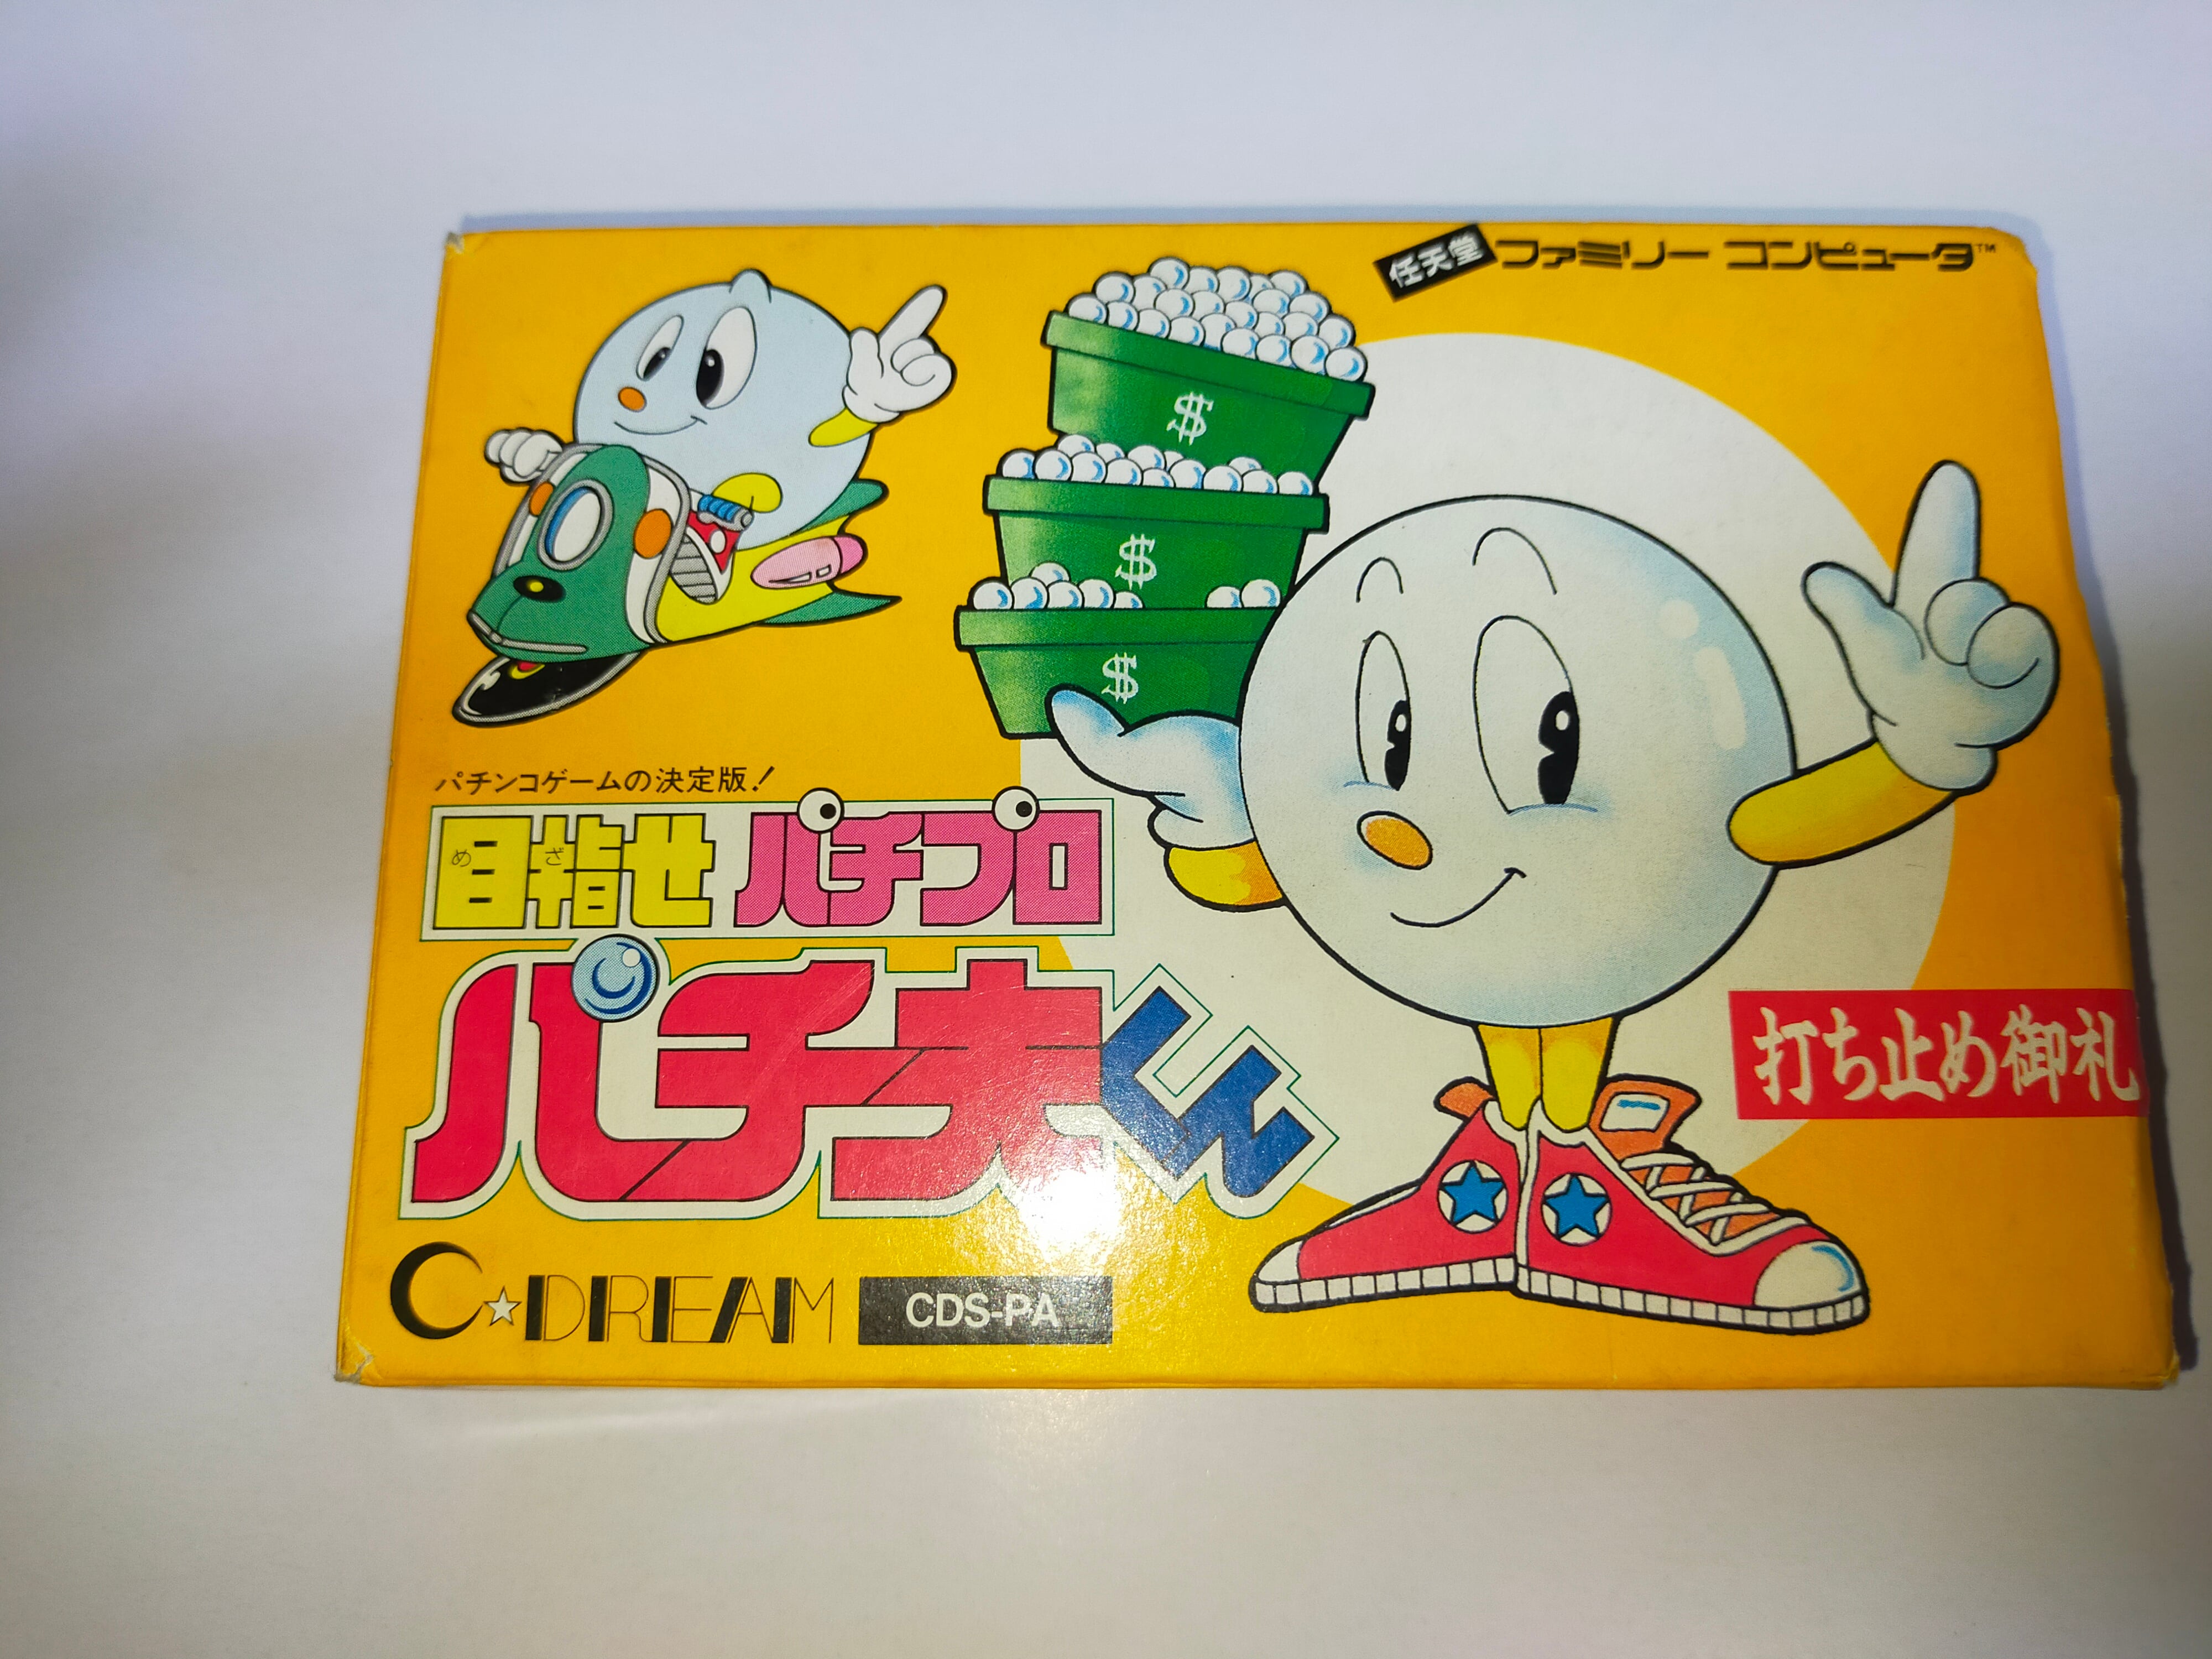 任天堂 ファミリー コンピュータ™
$
$
$
パチンコゲームの決定版!
目指せ パチプロ
め ざ
パチ夫くん
打ち止め御礼
C☆DREAM
CDS-PA